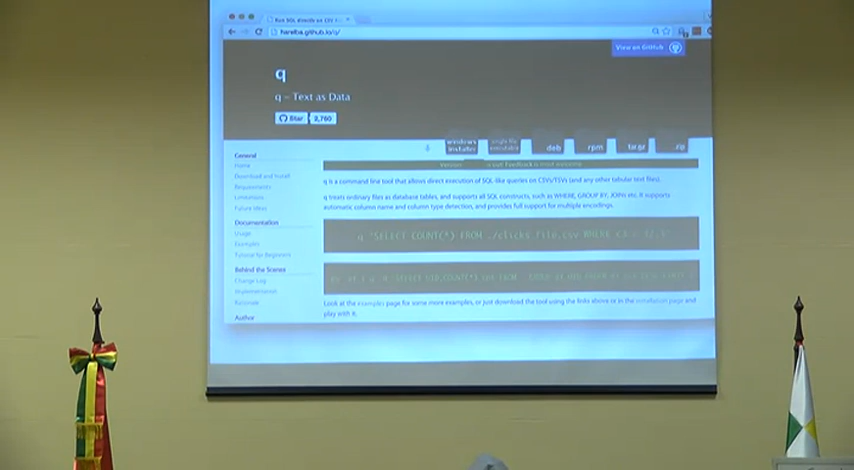 Run SQL directly on CSV
harelba.github.io/q/
View on GitHub
q
q - Text as Data
Star 2,760
windows installer
single file executable
deb
rpm
tar.gz
zip
General
Home
Download and Install
Requirements
Limitations
Future Ideas
Documentation
Usage
Examples
Tutorial for Beginners
Behind the Scenes
Change Log
Implementation
Rationale
Author
q is a command line tool that allows direct execution of SQL-like queries on CSVs/TSVs (and any other tabular text files).
q treats ordinary files as database tables, and supports all SQL constructs, such as WHERE, GROUP BY, JOINs etc. It supports
automatic column name and column type detection, and provides full support for multiple encodings.
q "SELECT COUNT(*) FROM ./clicks_file.csv WHERE
Look at the examples page for some more examples, or just download the tool using the links above or in the installation page and
play with it.